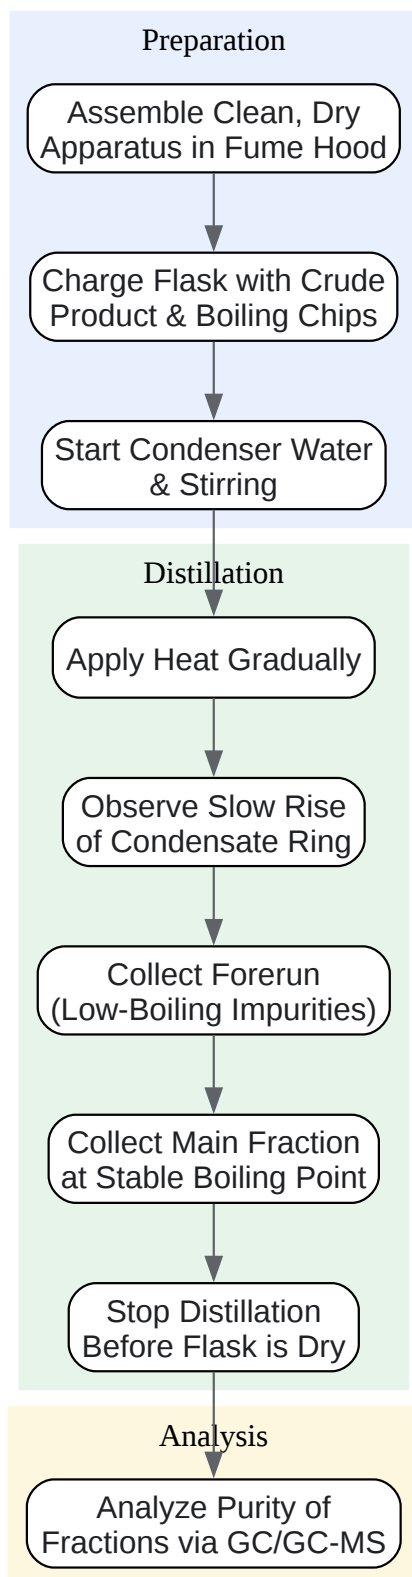 Preparation
Assemble Clean, Dry
Apparatus in Fume Hood
Charge Flask with Crude
Product & Boiling Chips
Start Condenser Water
& Stirring
Distillation
Apply Heat Gradually
Observe Slow Rise
of Condensate Ring
Collect Forerun
(Low-Boiling Impurities)
Collect Main Fraction
at Stable Boiling Point
Stop Distillation
Before Flask is Dry
Analysis
Analyze Purity of
Fractions via GC/GC-MS